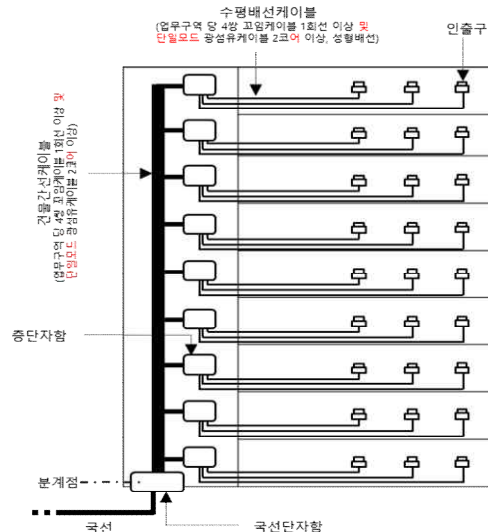 수평배선케이블
(업무구역 당 4쌍 꼬임케이블 1회선 이상 및
단일모드 광섬유케이블 2코어 이상, 성형배선)
인출구
건물간선케이블
(업무구역 당 4쌍 꼬임케이블 1회선 이상 및
단일모드 광섬유케이블 2코어 이상)
층단자함
분계점
국선
국선단자함